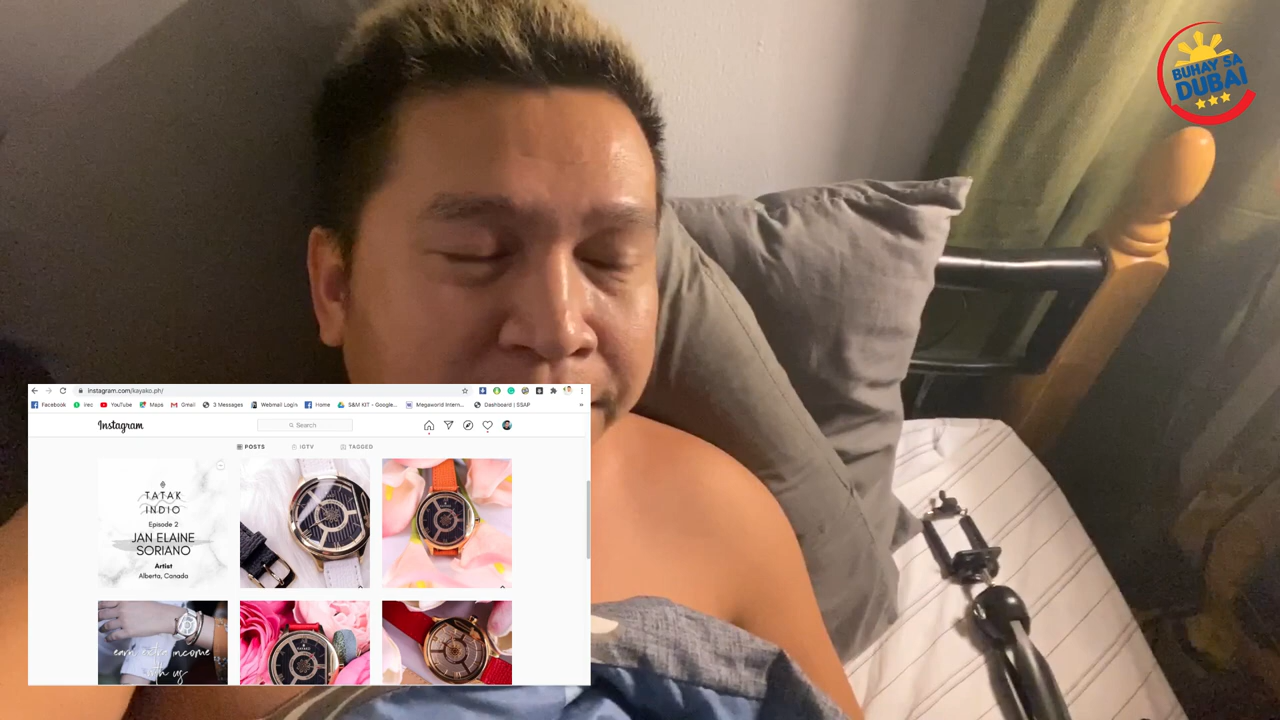 BUHAY SA
DUBAI
instagram.com/kayako.ph/
Facebook
YouTube
Maps
Gmail
3 Messages
Webmail Login
Home
S&M KIT - Google...
Megaworld Intern...
Dashboard | SSAP
Instagram
Search
POSTS
IGTV
TAGGED
TATAK
INDIO
Episode 2
JAN ELAINE
SORIANO
Artist
Alberta, Canada
earn extra income
with us